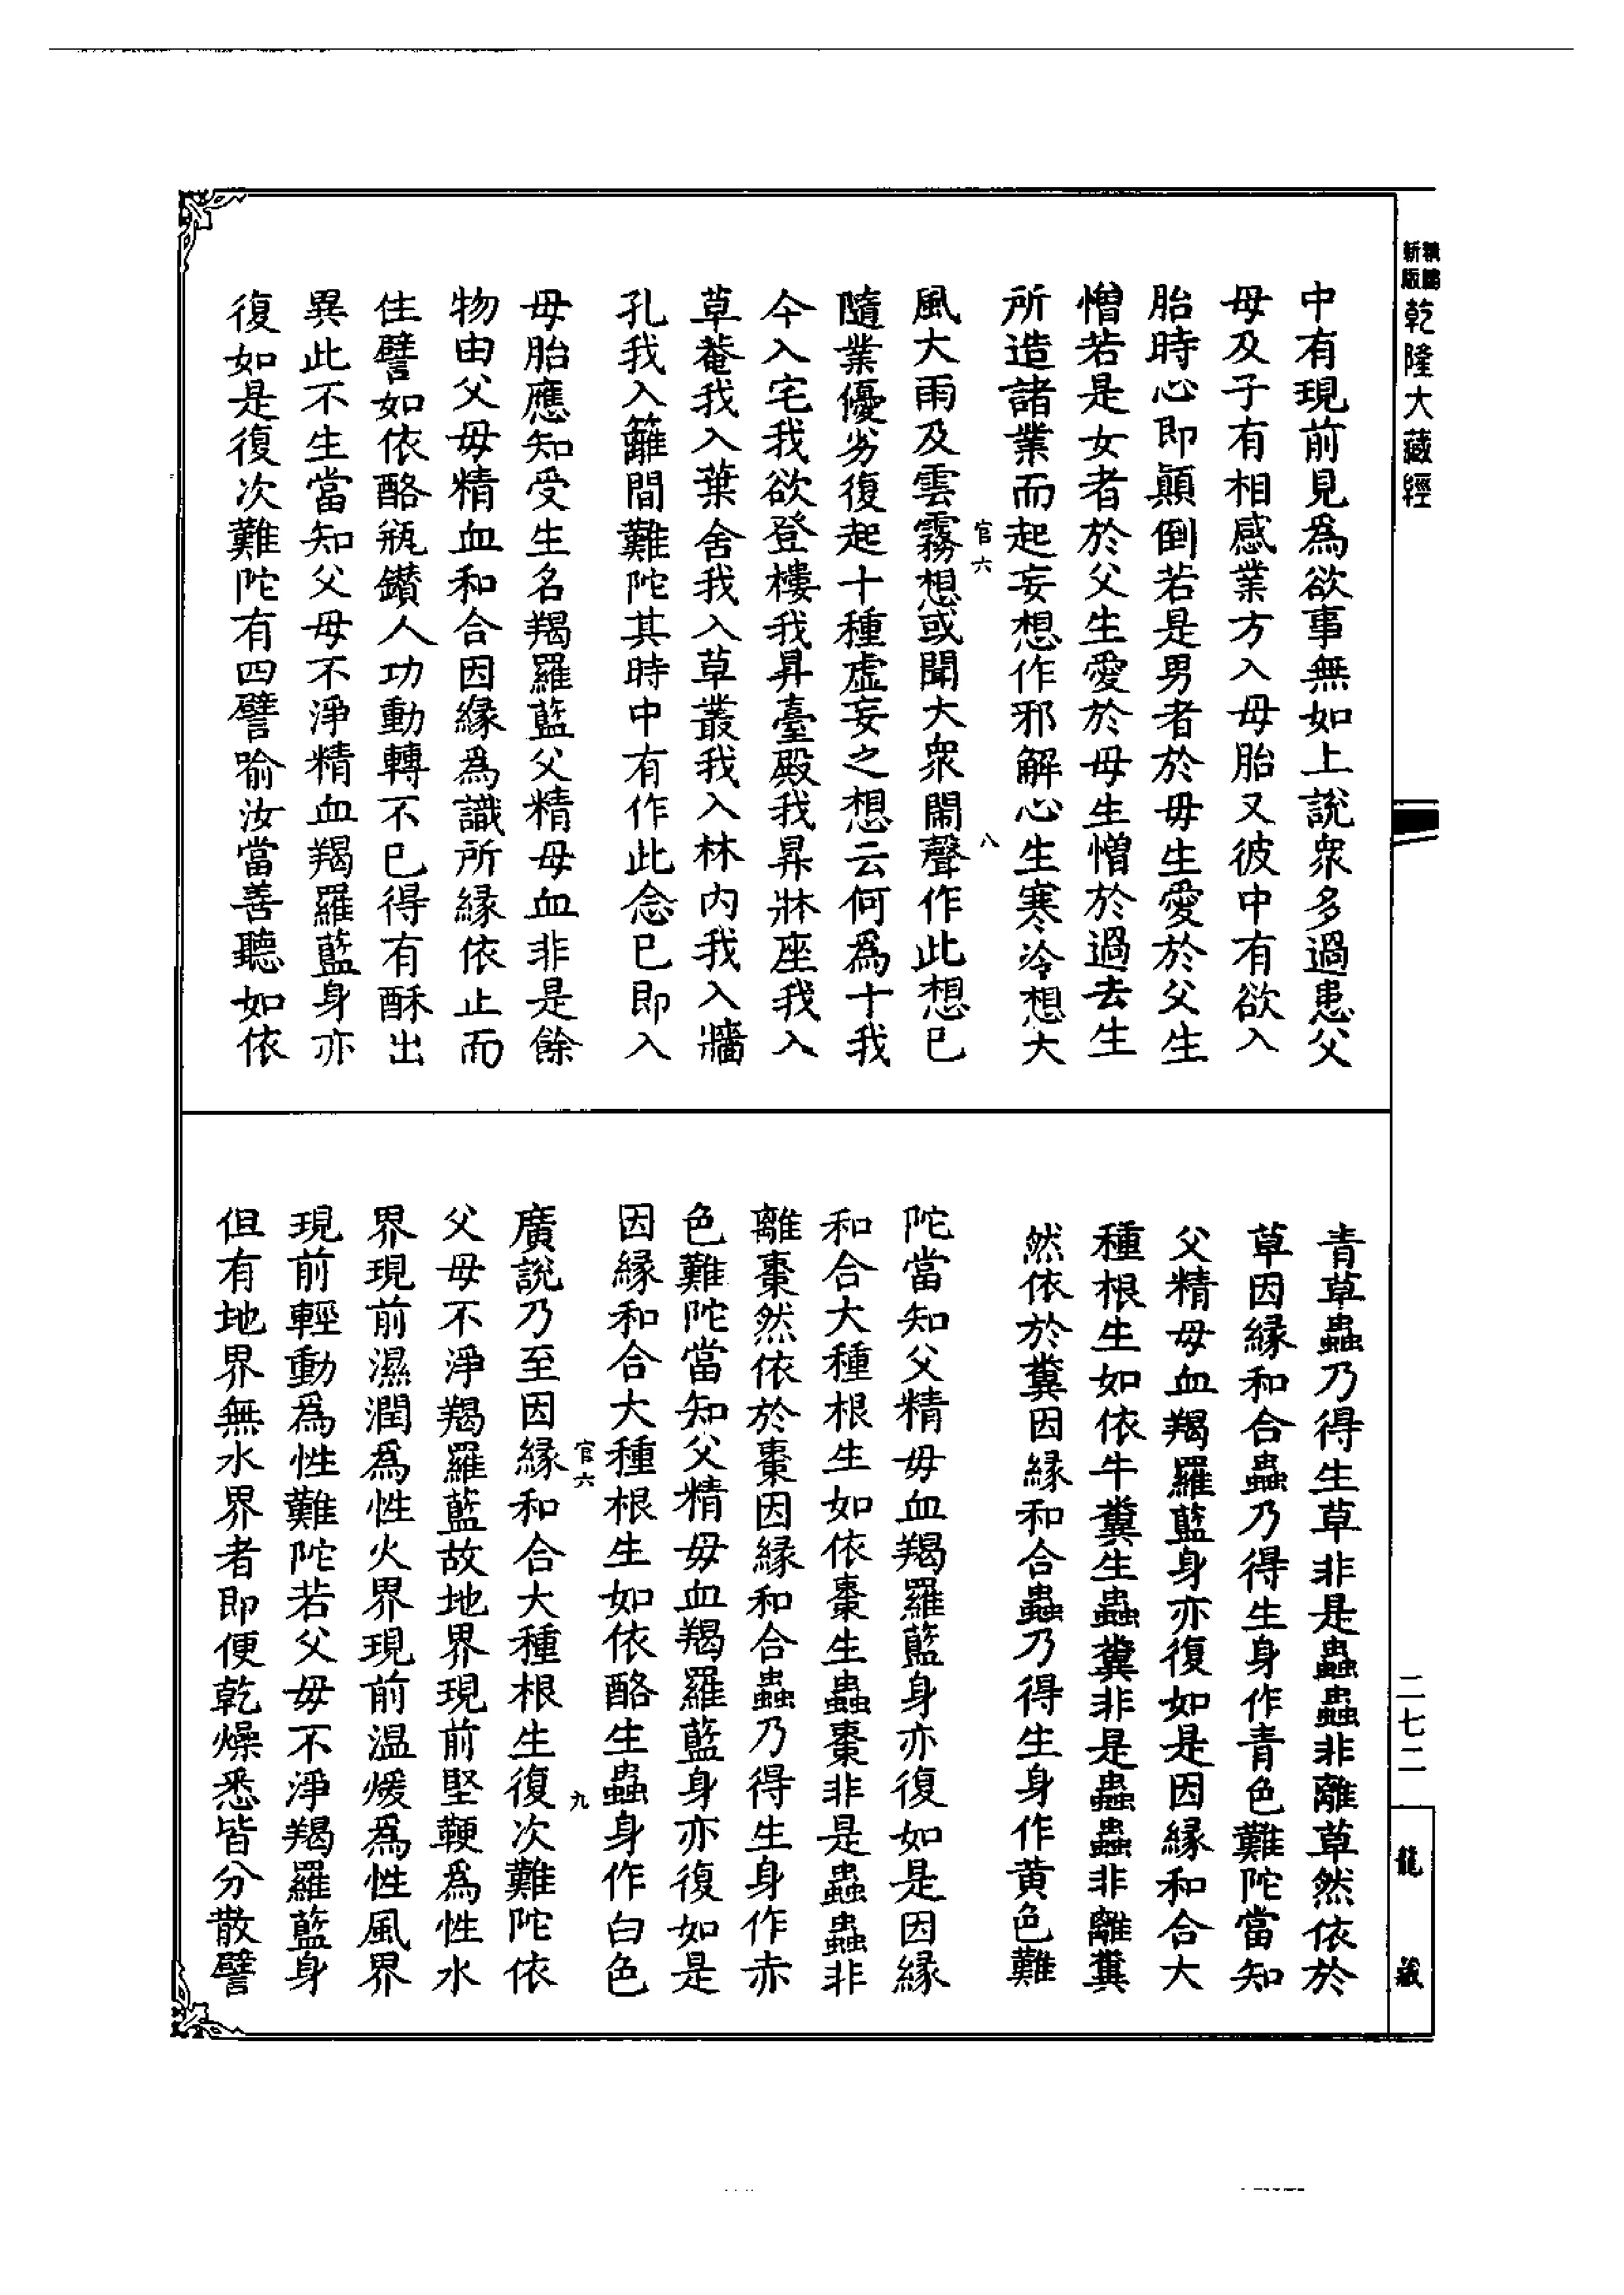 精編
新版
乾隆大藏經
中有現前見為欲事無如上說衆多過患父
母及子有相感業方入母胎又彼中有欲入
胎時心即顛倒若是男者於母生愛於父生
憎若是女者於父生愛於母生憎於過去生
所造諸業而起妄想作邪解心生寒冷想大
官六
八
風大雨及雲霧想或聞大衆鬧聲作此想已
隨業優劣復起十種虛妄之想云何為十我
今入宅我欲登樓我昇臺殿我昇牀座我入
草菴我入葉舍我入草叢我入林內我入牆
孔我入籬間難陀其時中有作此念已即入
母胎應知受生名羯羅藍父精母血非是餘
物由父母精血和合因緣為識所緣依止而
住譬如依酪瓶鑽人功動轉不已得有酥出
異此不生當知父母不淨精血羯羅藍身亦
復如是復次難陀有四譬喻汝當善聽如依
青草蟲乃得生草非是蟲蟲非離草然依於
草因緣和合蟲乃得生身作青色難陀當知
父精母血羯羅藍身亦復如是因緣和合大
種根生如依牛糞生蟲糞非是蟲蟲非離糞
然依於糞因緣和合蟲乃得生身作黃色難
陀當知父精母血羯羅藍身亦復如是因緣
和合大種根生如依棗生蟲棗非是蟲蟲非
離棗然依於棗因緣和合蟲乃得生身作赤
色難陀當知父精母血羯羅藍身亦復如是
因緣和合大種根生如依酪生蟲身作白色
官六
九
廣說乃至因緣和合大種根生復次難陀依
父母不淨羯羅藍故地界現前堅鞕為性水
界現前濕潤為性火界現前温煖為性風界
現前輕動為性難陀若父母不淨羯羅藍身
但有地界無水界者即便乾燥悉皆分散譬
二七二
龍藏